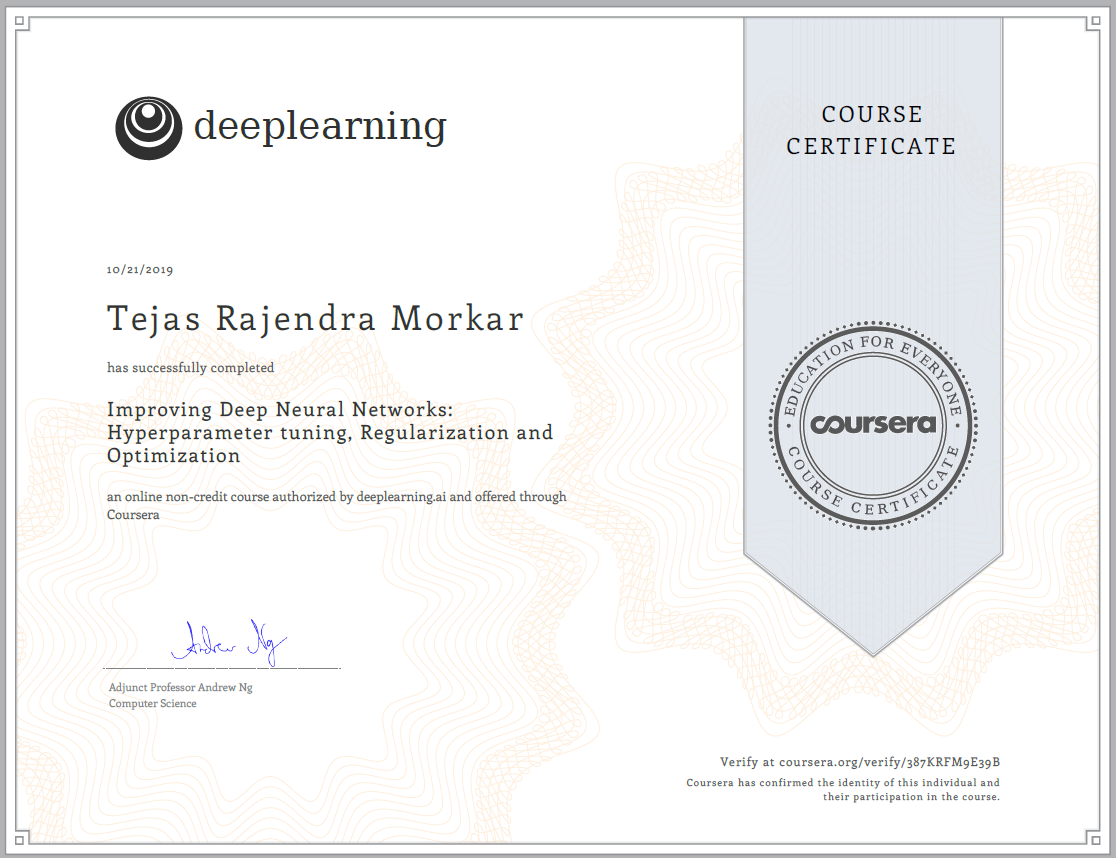 deeplearning
COURSE
CERTIFICATE
10/21/2019
Tejas Rajendra Morkar
has successfully completed
Improving Deep Neural Networks:
Hyperparameter tuning, Regularization and
Optimization
an online non-credit course authorized by deeplearning.ai and offered through
Coursera
EDUCATION FOR EVERYONE
coursera
COURSE CERTIFICATE
Andrew Ng
Adjunct Professor Andrew Ng
Computer Science
Verify at coursera.org/verify/387KRFM9E39B
Coursera has confirmed the identity of this individual and
their participation in the course.